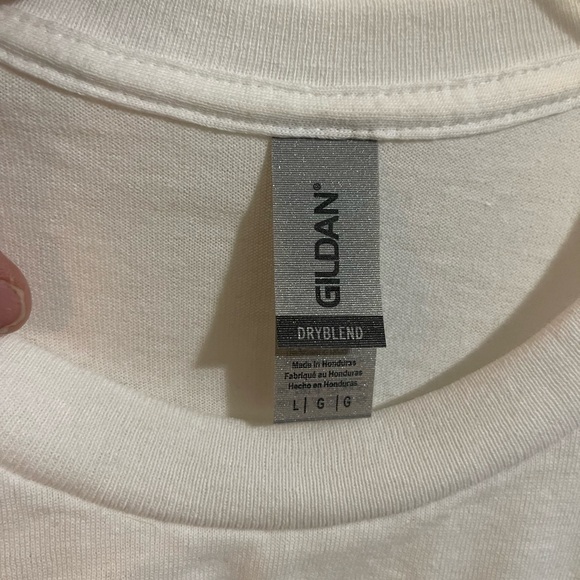 GILDAN®
DRYBLEND
Made in Honduras
Fabriqué au Honduras
Hecho en Honduras
L | G | G